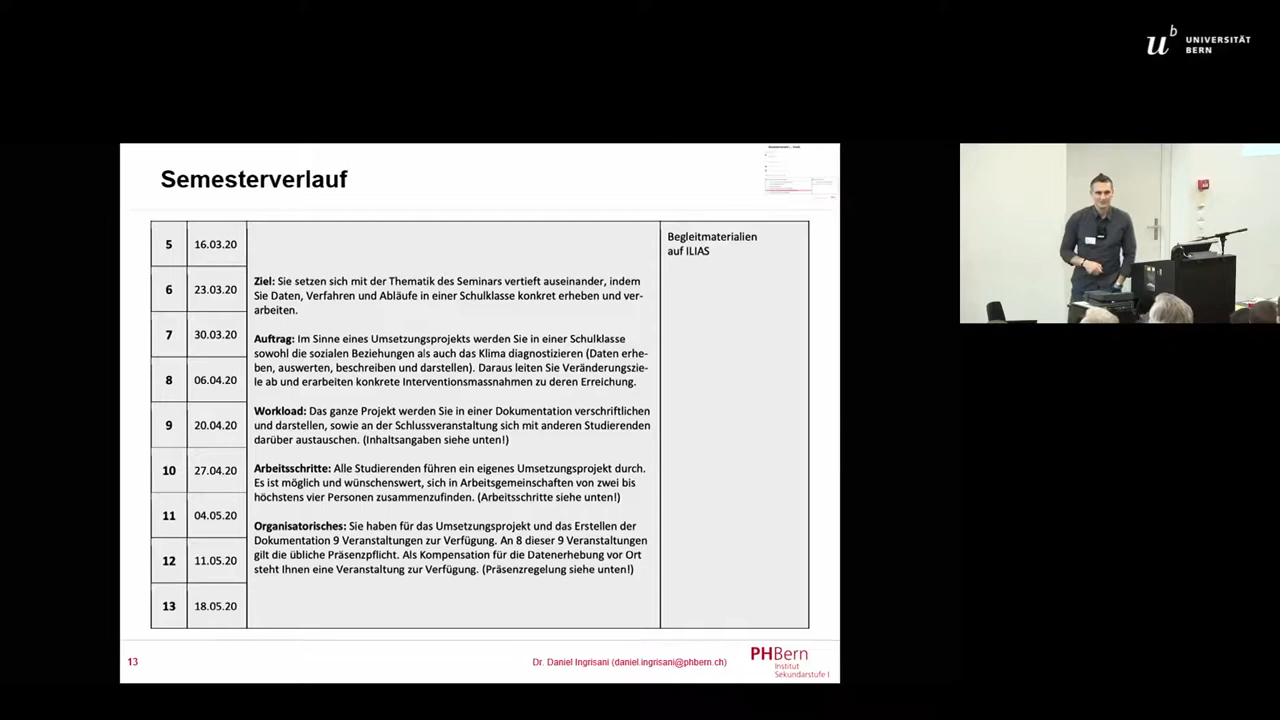 u
b
UNIVERSITÄT
BERN
Semesterverlauf
5 16.03.20
6 23.03.20
7 30.03.20
8 06.04.20
9 20.04.20
10 27.04.20
11 04.05.20
12 11.05.20
13 18.05.20
Ziel: Sie setzen sich mit der Thematik des Seminars vertieft auseinander, indem
Sie Daten, Verfahren und Abläufe in einer Schulklasse konkret erheben und ver-
arbeiten.
Auftrag: Im Sinne eines Umsetzungsprojekts werden Sie in einer Schulklasse
sowohl die sozialen Beziehungen als auch das Klima diagnostizieren (Daten erhe-
ben, auswerten, beschreiben und darstellen). Daraus leiten Sie Veränderungszie-
le ab und erarbeiten konkrete Interventionsmassnahmen zu deren Erreichung.
Workload: Das ganze Projekt werden Sie in einer Dokumentation verschriftlichen
und darstellen, sowie an der Schlussveranstaltung sich mit anderen Studierenden
darüber austauschen. (Inhaltsangaben siehe unten!)
Arbeitsschritte: Alle Studierenden führen ein eigenes Umsetzungsprojekt durch.
Es ist möglich und wünschenswert, sich in Arbeitsgemeinschaften von zwei bis
höchstens vier Personen zusammenzufinden. (Arbeitsschritte siehe unten!)
Organisatorisches: Sie haben für das Umsetzungsprojekt und das Erstellen der
Dokumentation 9 Veranstaltungen zur Verfügung. An 8 dieser 9 Veranstaltungen
gilt die übliche Präsenzpflicht. Als Kompensation für die Datenerhebung vor Ort
steht Ihnen eine Veranstaltung zur Verfügung. (Präsenzregelung siehe unten!)
Begleitmaterialien
auf ILIAS
13
Dr. Daniel Ingrisani (daniel.ingrisani@phbern.ch)
PHBern
Institut
Sekundarstufe I